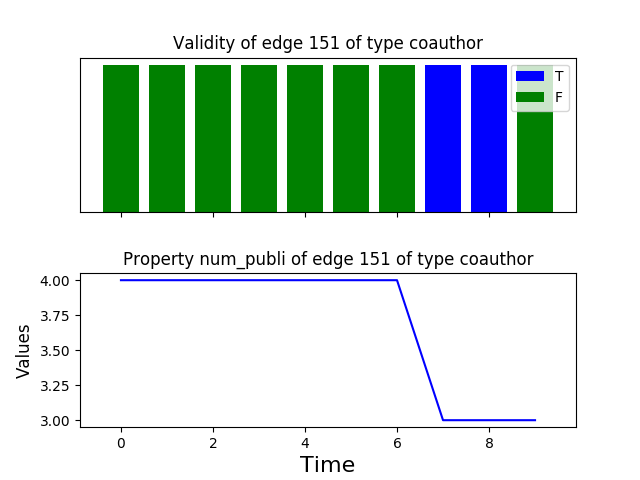 Validity of edge 151 of type coauthor
T
F
Property num_publi of edge 151 of type coauthor
Values
4.00
3.75
3.50
3.25
3.00
0 2 4 6 8
Time